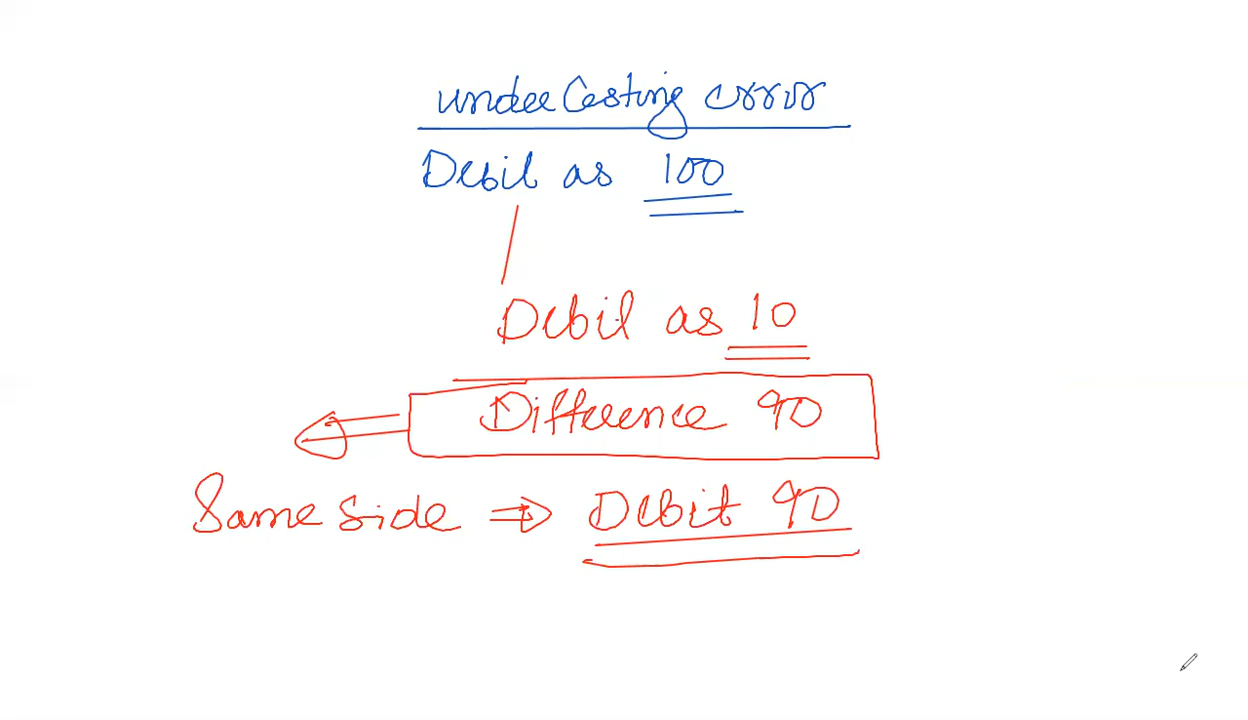 undercasting error
Debit as 100
Debit as 10
Difference 90
Same side ⇒ Debit 90